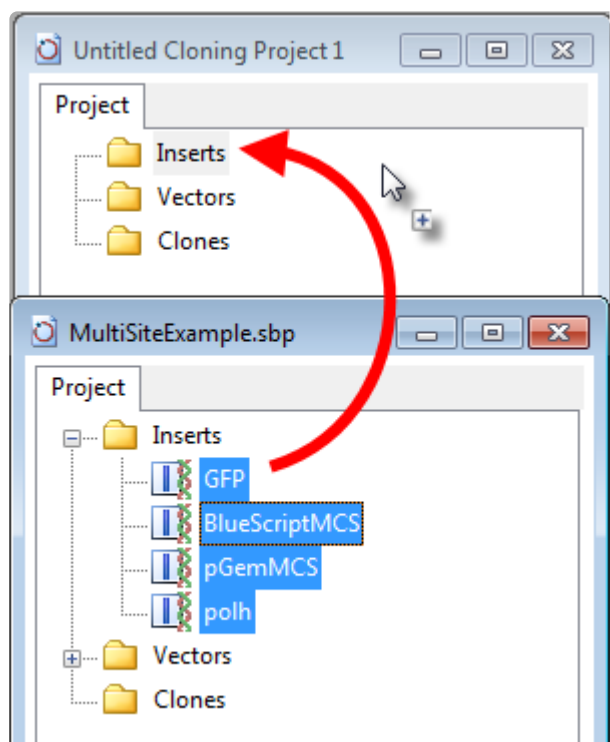 Untitled Cloning Project 1
Project
Inserts
Vectors
Clones
MultiSiteExample.sbp
Project
Inserts
GFP
BlueScriptMCS
pGemMCS
polh
Vectors
Clones